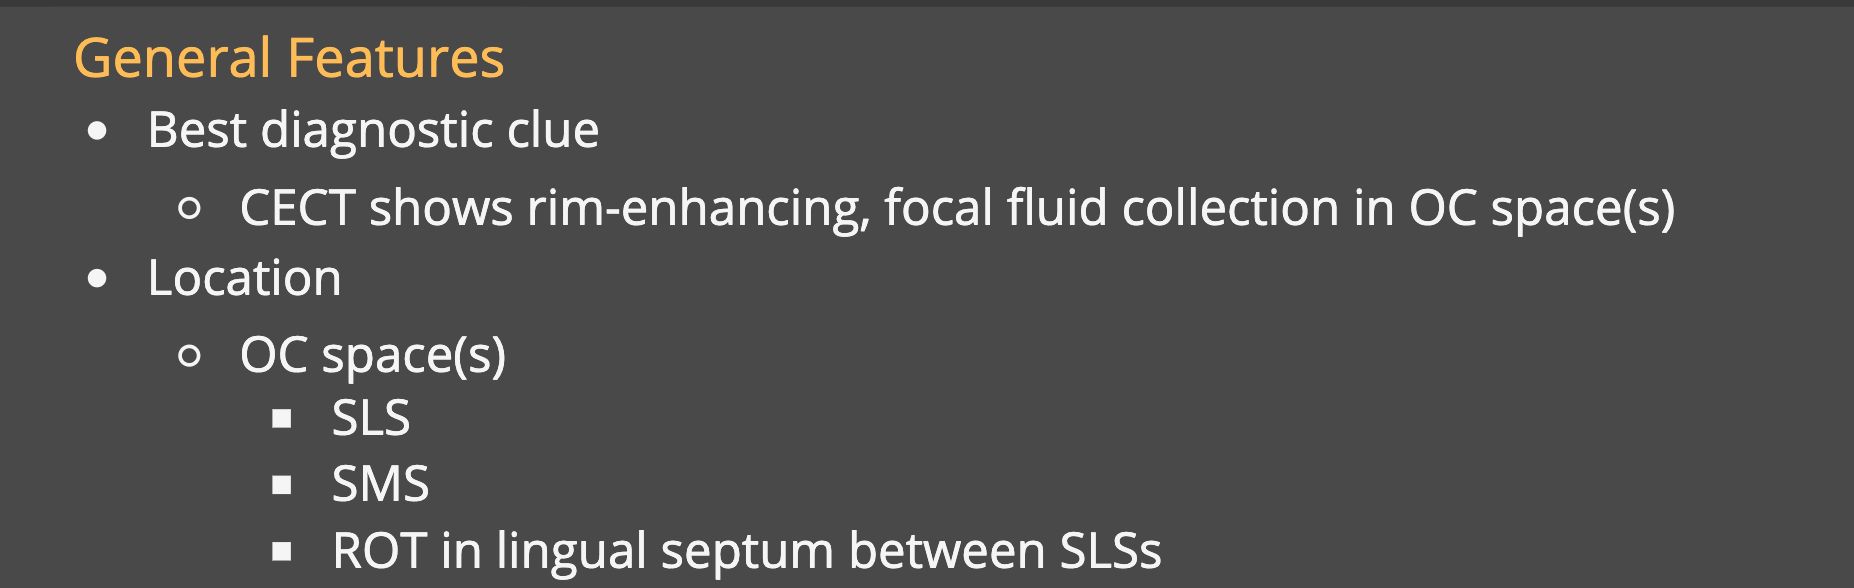 General Features
• Best diagnostic clue
○ CECT shows rim-enhancing, focal fluid collection in OC space(s)
• Location
○ OC space(s)
▪ SLS
▪ SMS
▪ ROT in lingual septum between SLSs